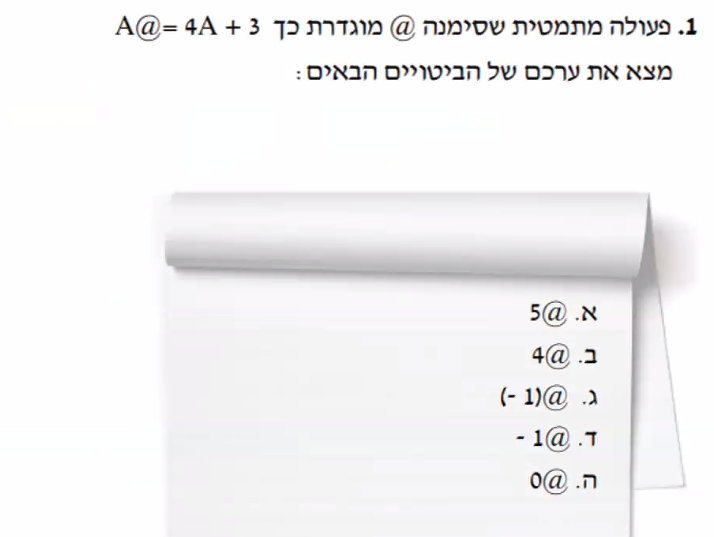 1. פעולה מתמטית שסימנה @ מוגדרת כך A@= 4A + 3
מצא את ערכם של הביטויים הבאים :
א. 5@
ב. 4@
ג. (- 1)@
ד. - 1@
ה. 0@